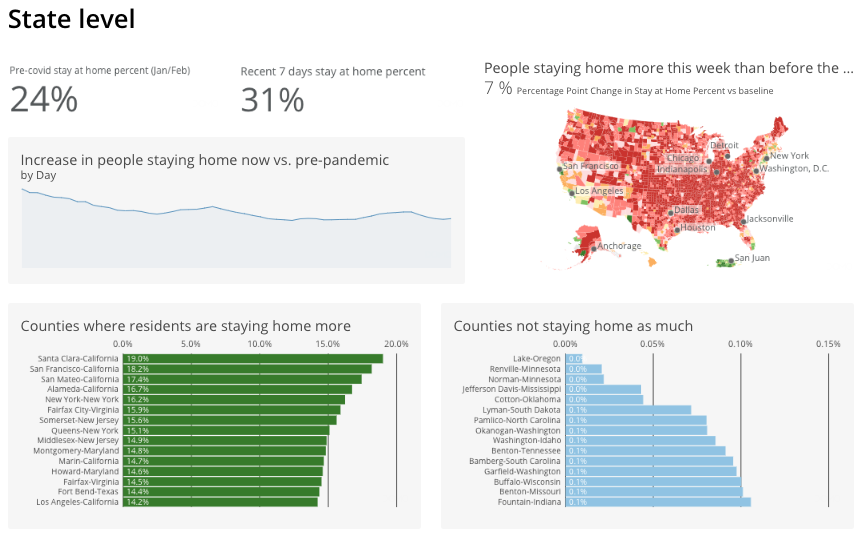 State level
Pre-covid stay at home percent (Jan/Feb)
24%
Recent 7 days stay at home percent
31%
People staying home more this week than before the ...
7 % Percentage Point Change in Stay at Home Percent vs baseline
Detroit
Chicago
New York
San Francisco
Indianapolis
Washington, D.C.
Los Angeles
Dallas
Jacksonville
Houston
Anchorage
San Juan
Increase in people staying home now vs. pre-pandemic
by Day
Counties where residents are staying home more
0.0% 5.0% 10.0% 15.0% 20.0%
Santa Clara-California 19.0%
San Francisco-California 18.2%
San Mateo-California 17.4%
Alameda-California 16.7%
New York-New York 16.2%
Fairfax City-Virginia 15.9%
Somerset-New Jersey 15.6%
Queens-New York 15.1%
Middlesex-New Jersey 14.9%
Montgomery-Maryland 14.8%
Marin-California 14.7%
Howard-Maryland 14.6%
Fairfax-Virginia 14.5%
Fort Bend-Texas 14.4%
Los Angeles-California 14.2%
Counties not staying home as much
0.00% 0.05% 0.10% 0.15%
Lake-Oregon 0.0%
Renville-Minnesota 0.0%
Norman-Minnesota 0.0%
Jefferson Davis-Mississippi 0.0%
Cotton-Oklahoma 0.0%
Lyman-South Dakota 0.1%
Pamlico-North Carolina 0.1%
Okanogan-Washington 0.1%
Washington-Idaho 0.1%
Benton-Tennessee 0.1%
Bamberg-South Carolina 0.1%
Garfield-Washington 0.1%
Buffalo-Wisconsin 0.1%
Benton-Missouri 0.1%
Fountain-Indiana 0.1%